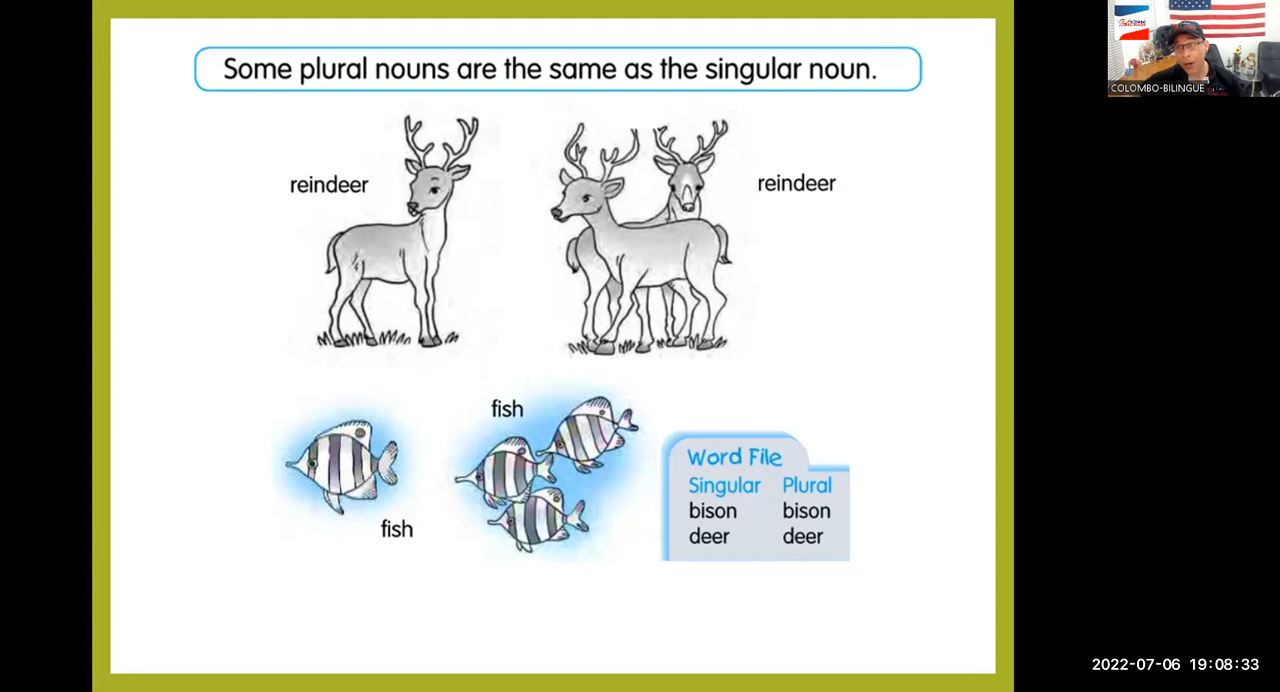 Some plural nouns are the same as the singular noun.
reindeer
reindeer
fish
fish
Word File
Singular Plural
bison bison
deer deer
COLOMBO-BILINGUE
2022-07-06 19:08:33